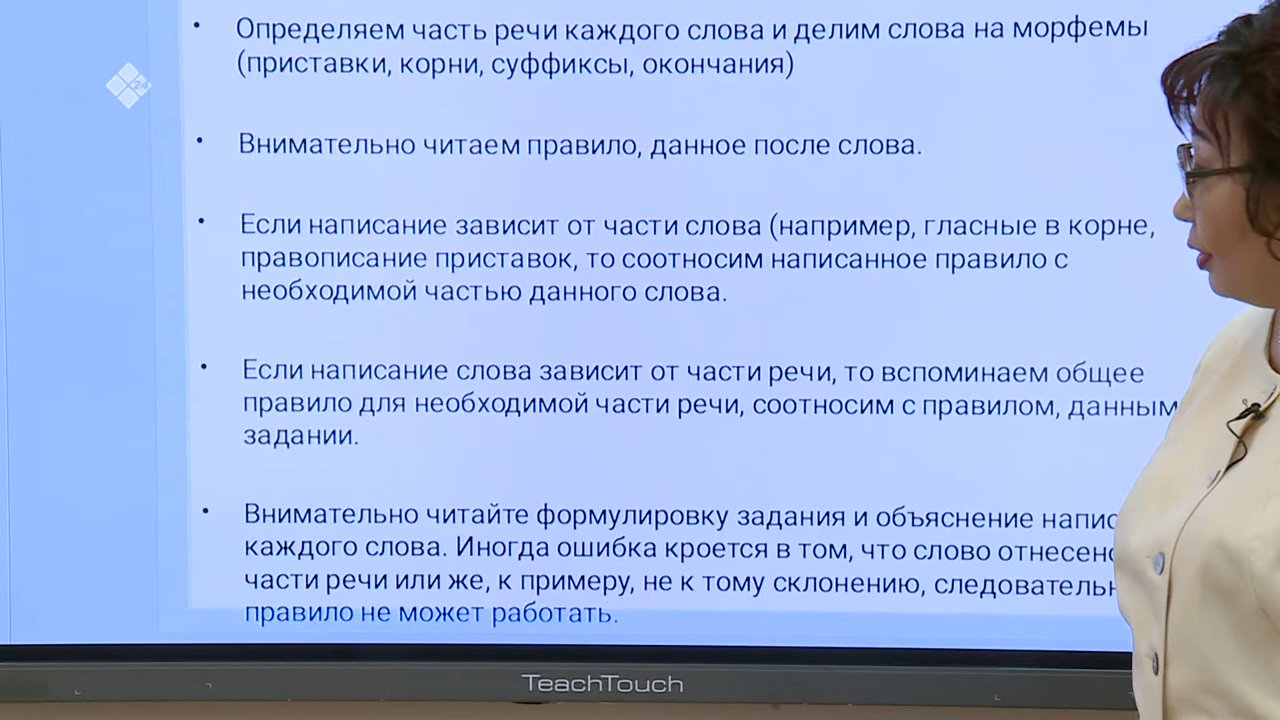 • Определяем часть речи каждого слова и делим слова на морфемы
(приставки, корни, суффиксы, окончания)
• Внимательно читаем правило, данное после слова.
• Если написание зависит от части слова (например, гласные в корне,
правописание приставок, то соотносим написанное правило с
необходимой частью данного слова.
• Если написание слова зависит от части речи, то вспоминаем общее
правило для необходимой части речи, соотносим с правилом, данным
задании.
• Внимательно читайте формулировку задания и объяснение
каждого слова. Иногда ошибка кроется в том, что слово
части речи или же, к примеру, не к тому склонению,
правило не может работать.
TeachTouch
24